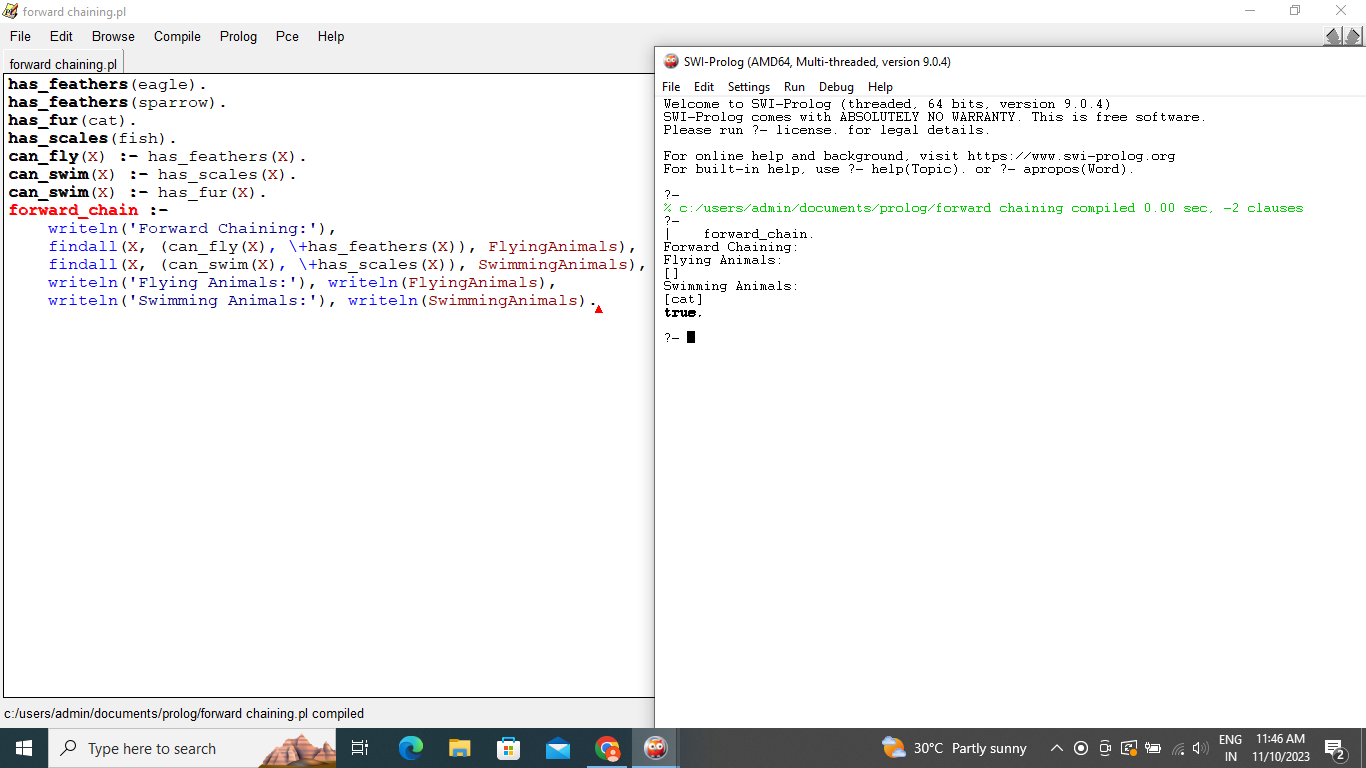 forward chaining.pl
File Edit Browse Compile Prolog Pce Help
forward chaining.pl
has_feathers(eagle).
has_feathers(sparrow).
has_fur(cat).
has_scales(fish).
can_fly(X) :- has_feathers(X).
can_swim(X) :- has_scales(X).
can_swim(X) :- has_fur(X).
forward_chain :-
    writeln('Forward Chaining:'),
    findall(X, (can_fly(X), \+has_feathers(X)), FlyingAnimals),
    findall(X, (can_swim(X), \+has_scales(X)), SwimmingAnimals),
    writeln('Flying Animals:'), writeln(FlyingAnimals),
    writeln('Swimming Animals:'), writeln(SwimmingAnimals).
c:/users/admin/documents/prolog/forward chaining.pl compiled
SWI-Prolog (AMD64, Multi-threaded, version 9.0.4)
File Edit Settings Run Debug Help
Welcome to SWI-Prolog (threaded, 64 bits, version 9.0.4)
SWI-Prolog comes with ABSOLUTELY NO WARRANTY. This is free software.
Please run ?- license. for legal details.
For online help and background, visit https://www.swi-prolog.org
For built-in help, use ?- help(Topic). or ?- apropos(Word).
?-
% c:/users/admin/documents/prolog/forward chaining compiled 0.00 sec, -2 clauses
?-
|    forward_chain.
Forward Chaining:
Flying Animals:
[]
Swimming Animals:
[cat]
true.
?-
Type here to search
30°C Partly sunny
ENG
IN
11:46 AM
11/10/2023
2